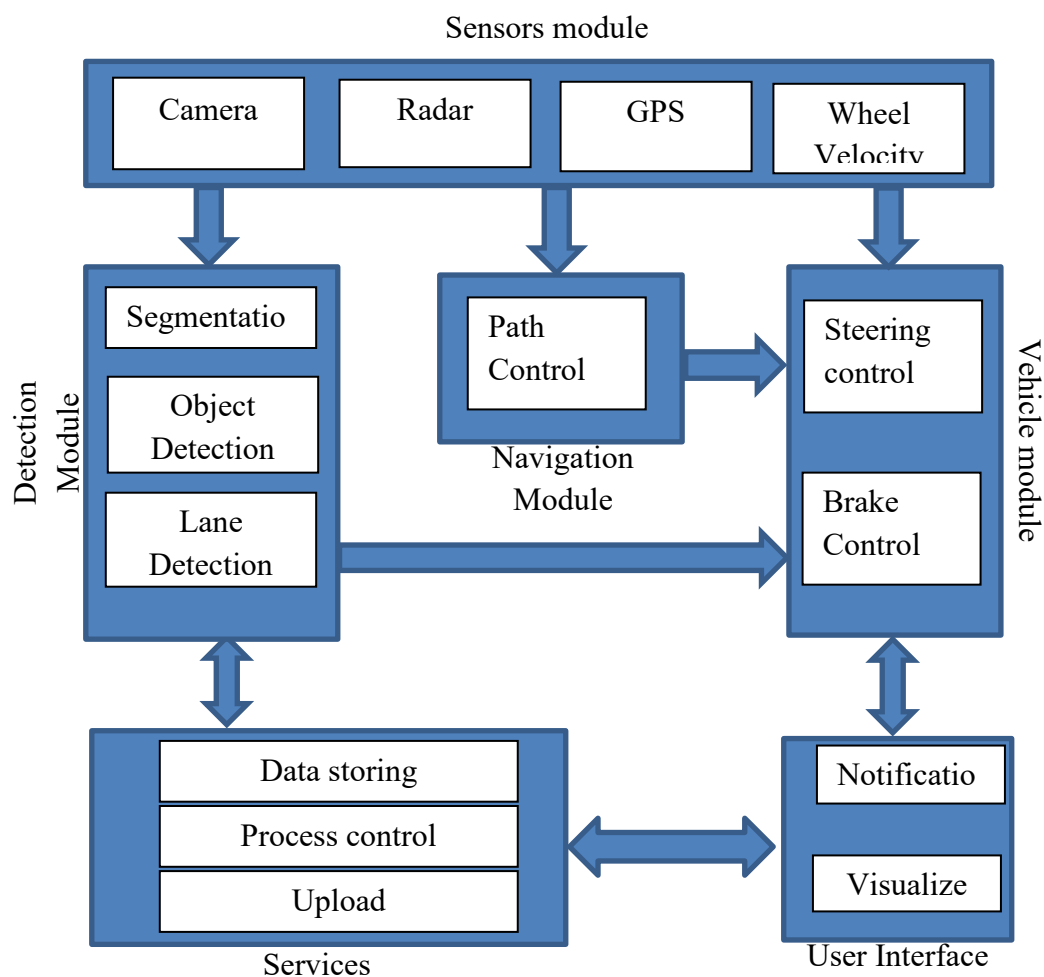 Sensors module
Camera
Radar
GPS
Wheel
Velocity
Detection
Module
Segmentatio
Object
Detection
Lane
Detection
Path
Control
Navigation
Module
Steering
control
Brake
Control
Vehicle module
Data storing
Process control
Upload
Services
Notificatio
Visualize
User Interface